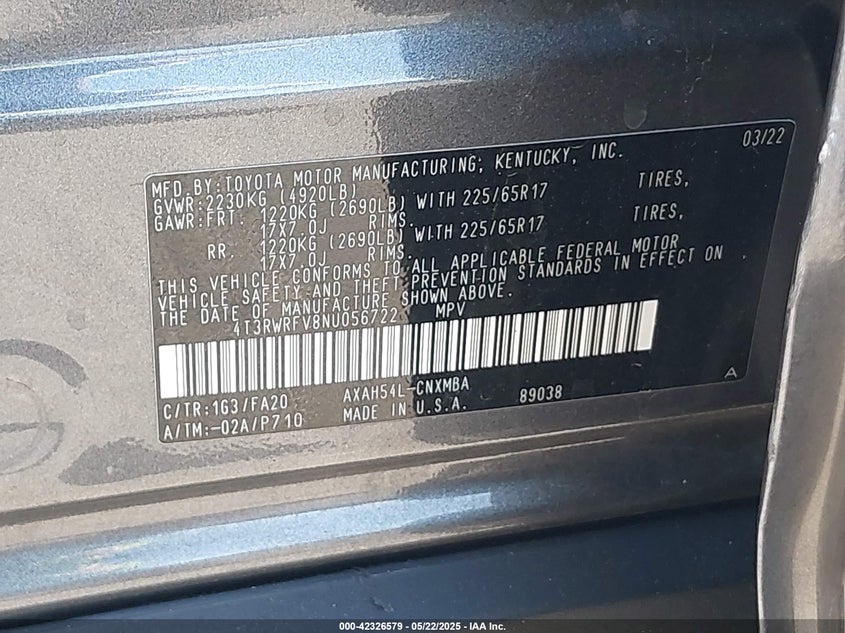 03/22
MFD.BY:TOYOTA MOTOR MANUFACTURING, KENTUCKY, INC.
GVWR:2230KG (4920LB)
GAWR:FRT. 1220KG (2690LB) WITH 225/65R17 TIRES,
17X7.0J RIMS.
RR. 1220KG (2690LB) WITH 225/65R17 TIRES,
17X7.0J RIMS.
THIS VEHICLE CONFORMS TO ALL APPLICABLE FEDERAL MOTOR
VEHICLE SAFETY AND THEFT PREVENTION STANDARDS IN EFFECT ON
THE DATE OF MANUFACTURE SHOWN ABOVE.
4T3RWRFV8NU056722 MPV
C/TR:163/FA20 AXAH54L-CNXMBA
A/TM:-02A/P710 MADE IN U.S.A. 89038
A
000-42326579 - 05/22/2025 - IAA Inc.